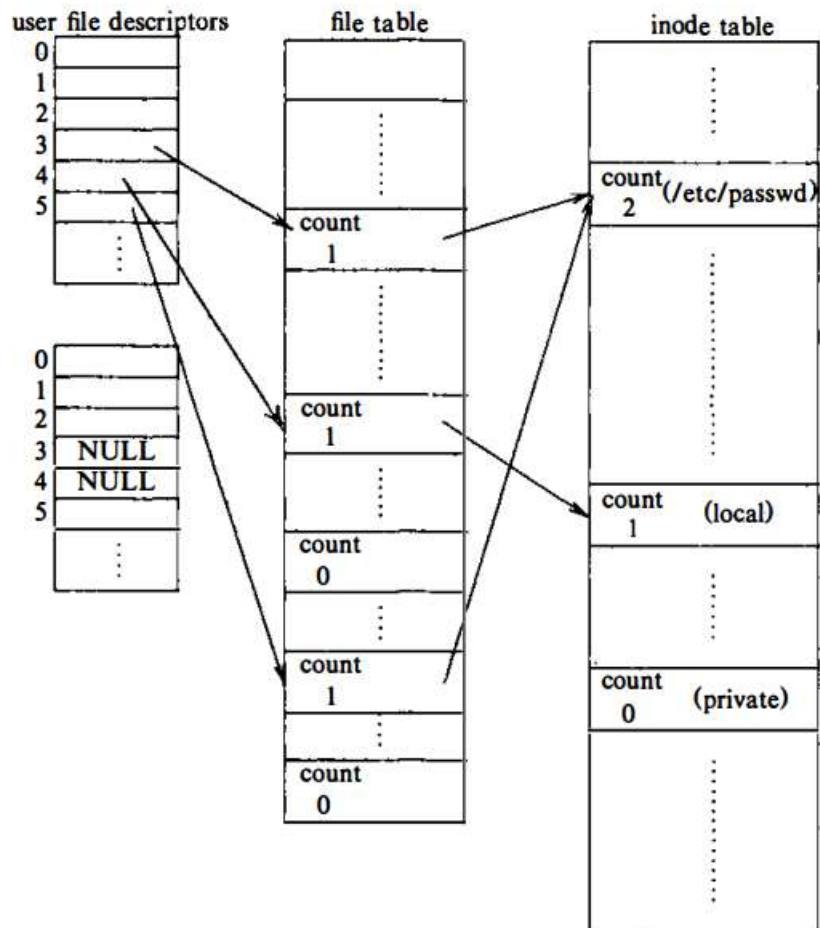 user file descriptors
0
1
2
3
4
5
0
1
2
3 NULL
4 NULL
5
file table
count
1
count
1
count
0
count
1
count
0
inode table
count (/etc/passwd)
2
count (local)
1
count (private)
0